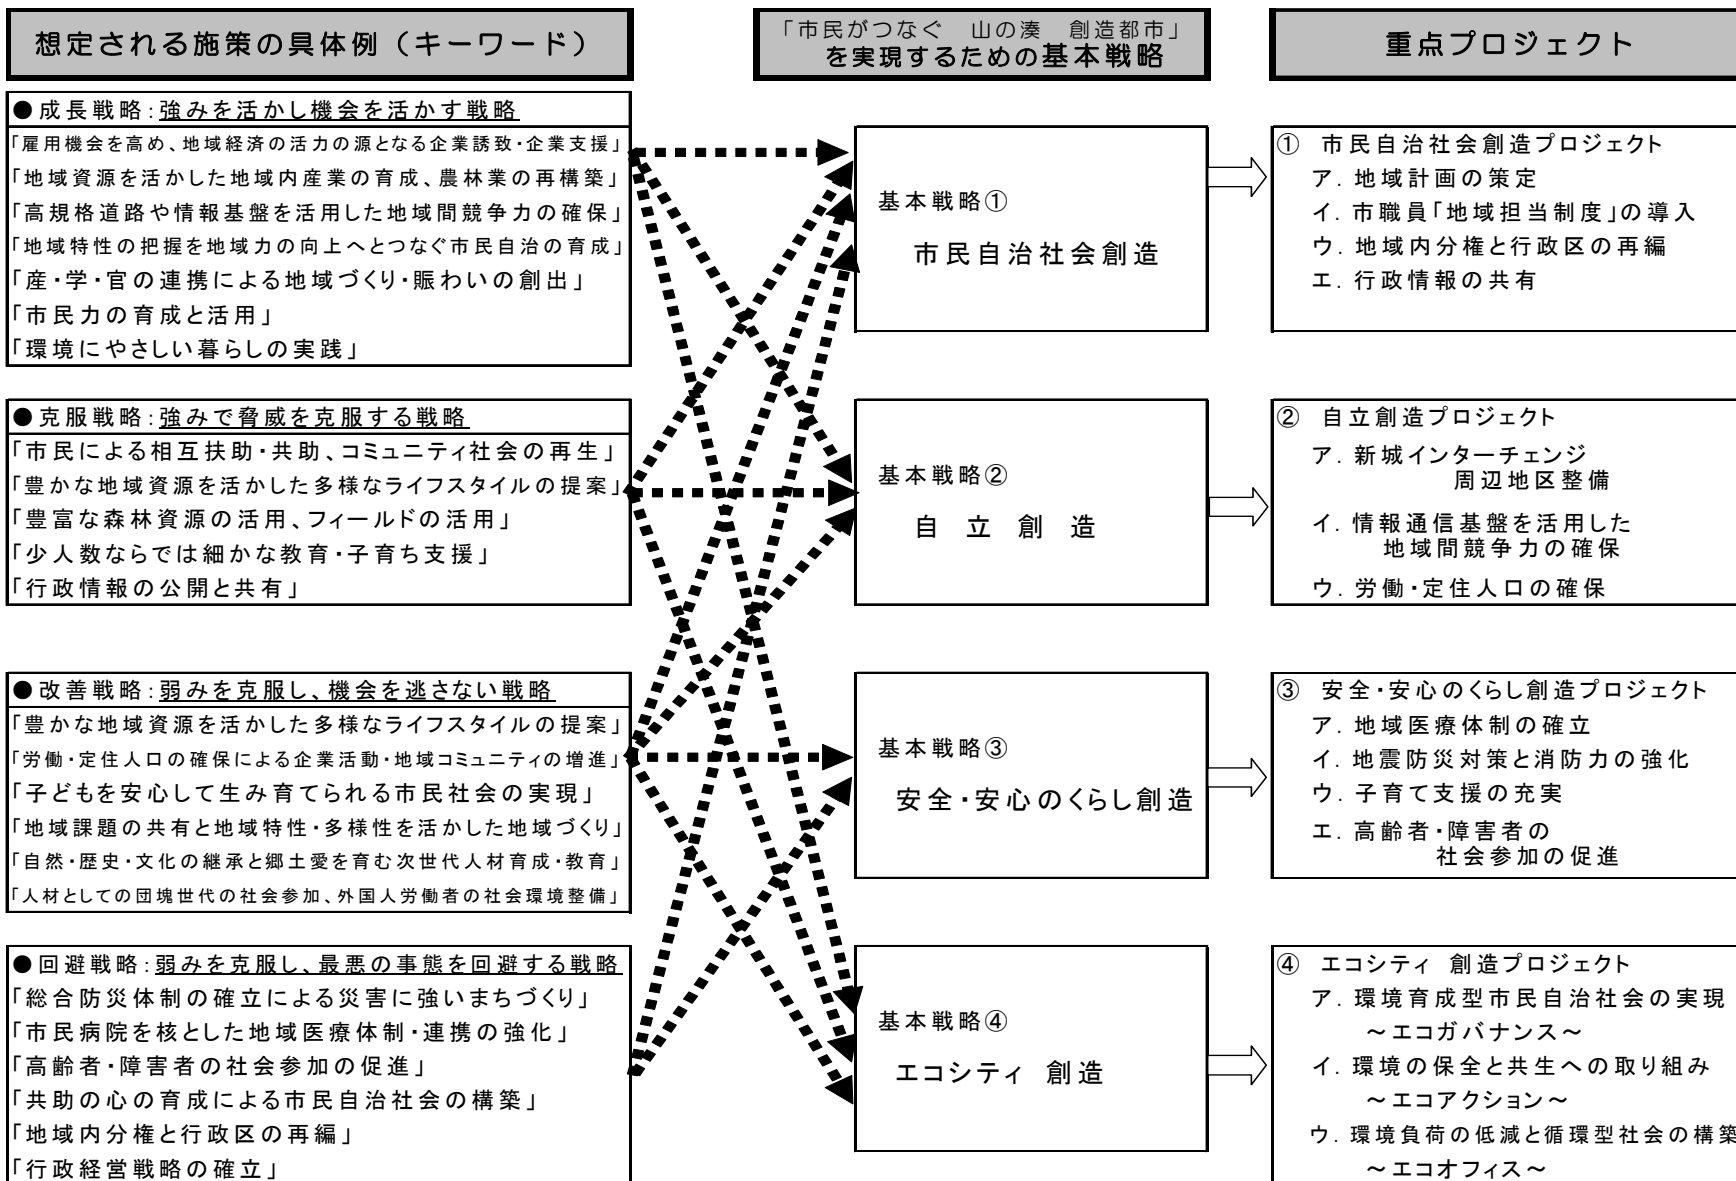 想定される施策の具体例（キーワード）
●成長戦略：強みを活かし機会を活かす戦略
「雇用機会を高め、地域経済の活力の源となる企業誘致・企業支援」
「地域資源を活かした地域内産業の育成、農林業の再構築」
「高規格道路や情報基盤を活用した地域間競争力の確保」
「地域特性の把握を地域力の向上へとつなぐ市民自治の育成」
「産・学・官の連携による地域づくり・賑わいの創出」
「市民力の育成と活用」
「環境にやさしい暮らしの実践」
●克服戦略：強みで脅威を克服する戦略
「市民による相互扶助・共助、コミュニティ社会の再生」
「豊かな地域資源を活かした多様なライフスタイルの提案」
「豊富な森林資源の活用、フィールドの活用」
「少人数ならでは細かな教育・子育ち支援」
「行政情報の公開と共有」
●改善戦略：弱みを克服し、機会を逃さない戦略
「豊かな地域資源を活かした多様なライフスタイルの提案」
「労働・定住人口の確保による企業活動・地域コミュニティの増進」
「子どもを安心して生み育てられる市民社会の実現」
「地域課題の共有と地域特性・多様性を活かした地域づくり」
「自然・歴史・文化の継承と郷土愛を育む次世代人材育成・教育」
「人材としての団塊世代の社会参加、外国人労働者の社会環境整備」
●回避戦略：弱みを克服し、最悪の事態を回避する戦略
「総合防災体制の確立による災害に強いまちづくり」
「市民病院を核とした地域医療体制・連携の強化」
「高齢者・障害者の社会参加の促進」
「共助の心の育成による市民自治社会の構築」
「地域内分権と行政区の再編」
「行政経営戦略の確立」
「市民がつなぐ　山の湊　創造都市」
を実現するための基本戦略
基本戦略①
市民自治社会創造
基本戦略②
自　立　創　造
基本戦略③
安全・安心のくらし創造
基本戦略④
エコシティ 創造
重点プロジェクト
①　市民自治社会創造プロジェクト
ア．地域計画の策定
イ．市職員「地域担当制度」の導入
ウ．地域内分権と行政区の再編
エ．行政情報の共有
②　自立創造プロジェクト
ア．新城インターチェンジ
周辺地区整備
イ．情報通信基盤を活用した
地域間競争力の確保
ウ．労働・定住人口の確保
③　安全・安心のくらし創造プロジェクト
ア．地域医療体制の確立
イ．地震防災対策と消防力の強化
ウ．子育て支援の充実
エ．高齢者・障害者の
社会参加の促進
④　エコシティ 創造プロジェクト
ア．環境育成型市民自治社会の実現
～エコガバナンス～
イ．環境の保全と共生への取り組み
～エコアクション～
ウ．環境負荷の低減と循環型社会の構築
～エコオフィス～